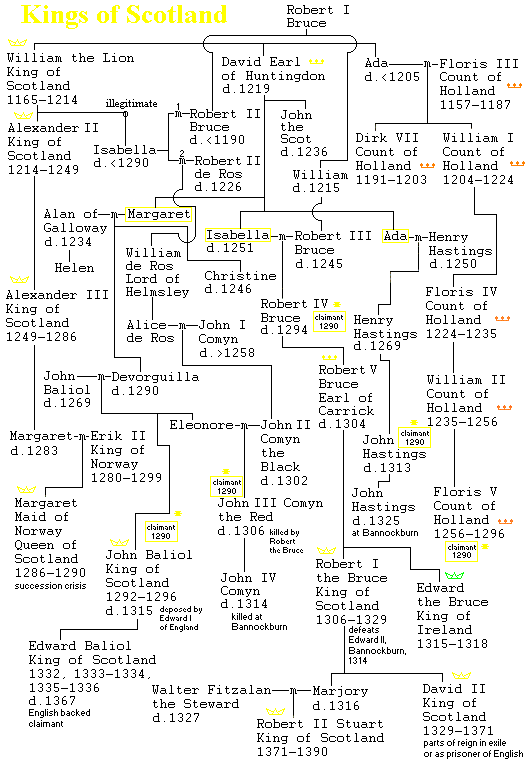 Kings of Scotland
Robert I
Bruce
William the Lion
King of
Scotland
1165-1214
David Earl
of Huntingdon
d.1219
Ada m Floris III
d.<1205
Count of
Holland
1157-1187
illegitimate
Alexander II
King of
Scotland
1214-1249
Isabella
d.<1290
m
1
Robert II
Bruce
d.<1190
m
2
Robert II
de Ros
d.1226
John
the
Scot
d.1236
William
d.1215
Dirk VII
Count of
Holland
1191-1203
William I
Count of
Holland
1204-1224
Alan of m Margaret
Galloway
d.1234
Helen
William
de Ros
Lord of
Helmsley
Isabella m Robert III
d.1251
Bruce
d.1245
Ada m Henry
Hastings
d.1250
Christine
d.1246
Alexander III
King of
Scotland
1249-1286
Robert IV
Bruce
d.1294
claimant
1290
Henry
Hastings
d.1269
Floris IV
Count of
Holland
1224-1235
Alice m John I
de Ros
Comyn
d.>1258
John m Devorguilla
Baliol
d.1269
d.1290
Robert V
Bruce
Earl of
Carrick
d.1304
William II
Count of
Holland
1235-1256
Margaret m Erik II
d.1283
King of
Norway
1280-1299
Eleonore m John II
Comyn
the
Black
d.1302
claimant
1290
John
Hastings
d.1313
claimant
1290
John III Comyn
the Red
d.1306 killed by
Robert
the Bruce
John
Hastings
d.1325
at Bannockburn
Floris V
Count of
Holland
1256-1296
claimant
1290
Margaret
Maid of
Norway
Queen of
Scotland
1286-1290
succession crisis
claimant
1290
John Baliol
King of
Scotland
1292-1296
d.1315 deposed by
Edward I
of England
John IV
Comyn
d.1314
killed at
Bannockburn
Robert I
the Bruce
King of
Scotland
1306-1329
defeats
Edward II,
Bannockburn,
1314
Edward
the Bruce
King of
Ireland
1315-1318
Edward Baliol
King of Scotland
1332, 1333-1334,
1335-1336
d.1367
English backed
claimant
Walter Fitzalan m Marjory
the Steward
d.1327
d.1316
Robert II Stuart
King of Scotland
1371-1390
David II
King of
Scotland
1329-1371
parts of reign in exile
or as prisoner of English